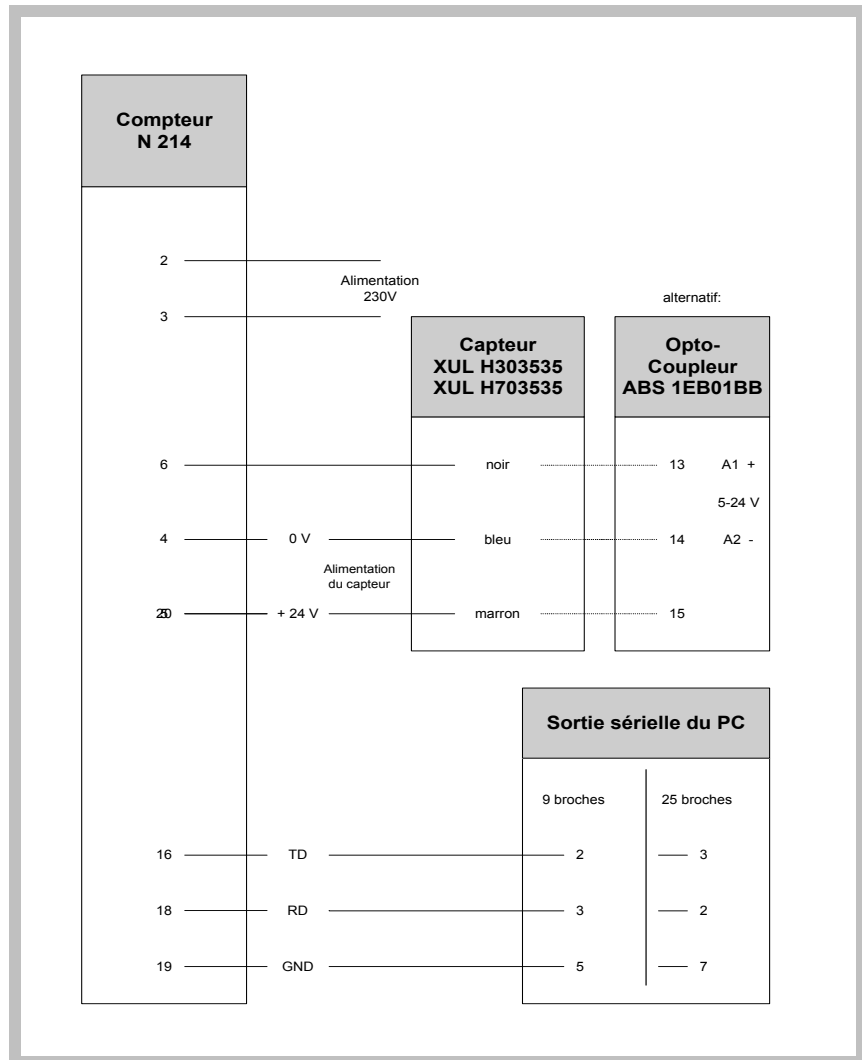 Compteur
N 214
2
Alimentation
230V
3
alternatif:
Capteur
XUL H303535
XUL H703535
Opto-
Coupleur
ABS 1EB01BB
6 noir 13 A1 +
5-24 V
4 0 V bleu 14 A2 -
Alimentation
du capteur
+ 24 V marron 15
Sortie sérielle du PC
9 broches 25 broches
16 TD 2 3
18 RD 3 2
19 GND 5 7